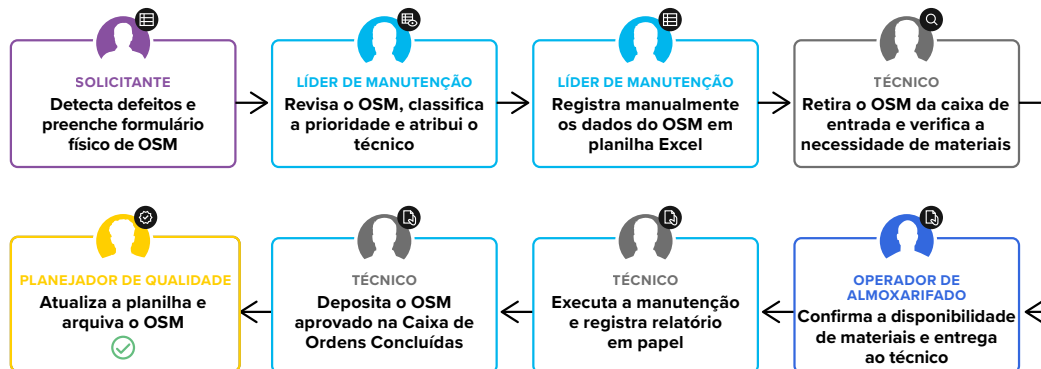 SOLICITANTE
Detecta defeitos e
preenche formulário
físico de OSM
LÍDER DE MANUTENÇÃO
Revisa o OSM, classifica
a prioridade e atribui o
técnico
LÍDER DE MANUTENÇÃO
Registra manualmente
os dados do OSM em
planilha Excel
TÉCNICO
Retira o OSM da caixa de
entrada e verifica a
necessidade de materiais
PLANEJADOR DE QUALIDADE
Atualiza a planilha e
arquiva o OSM
TÉCNICO
Deposita o OSM
aprovado na Caixa de
Ordens Concluídas
TÉCNICO
Executa a manutenção
e registra relatório
em papel
OPERADOR DE
ALMOXARIFADO
Confirma a disponibilidade
de materiais e entrega
ao técnico